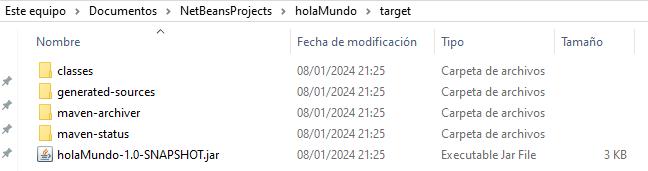 Este equipo > Documentos > NetBeansProjects > holaMundo > target
Nombre Fecha de modificación Tipo Tamaño
classes 08/01/2024 21:25 Carpeta de archivos
generated-sources 08/01/2024 21:25 Carpeta de archivos
maven-archiver 08/01/2024 21:25 Carpeta de archivos
maven-status 08/01/2024 21:25 Carpeta de archivos
holaMundo-1.0-SNAPSHOT.jar 08/01/2024 21:25 Executable Jar File 3 KB